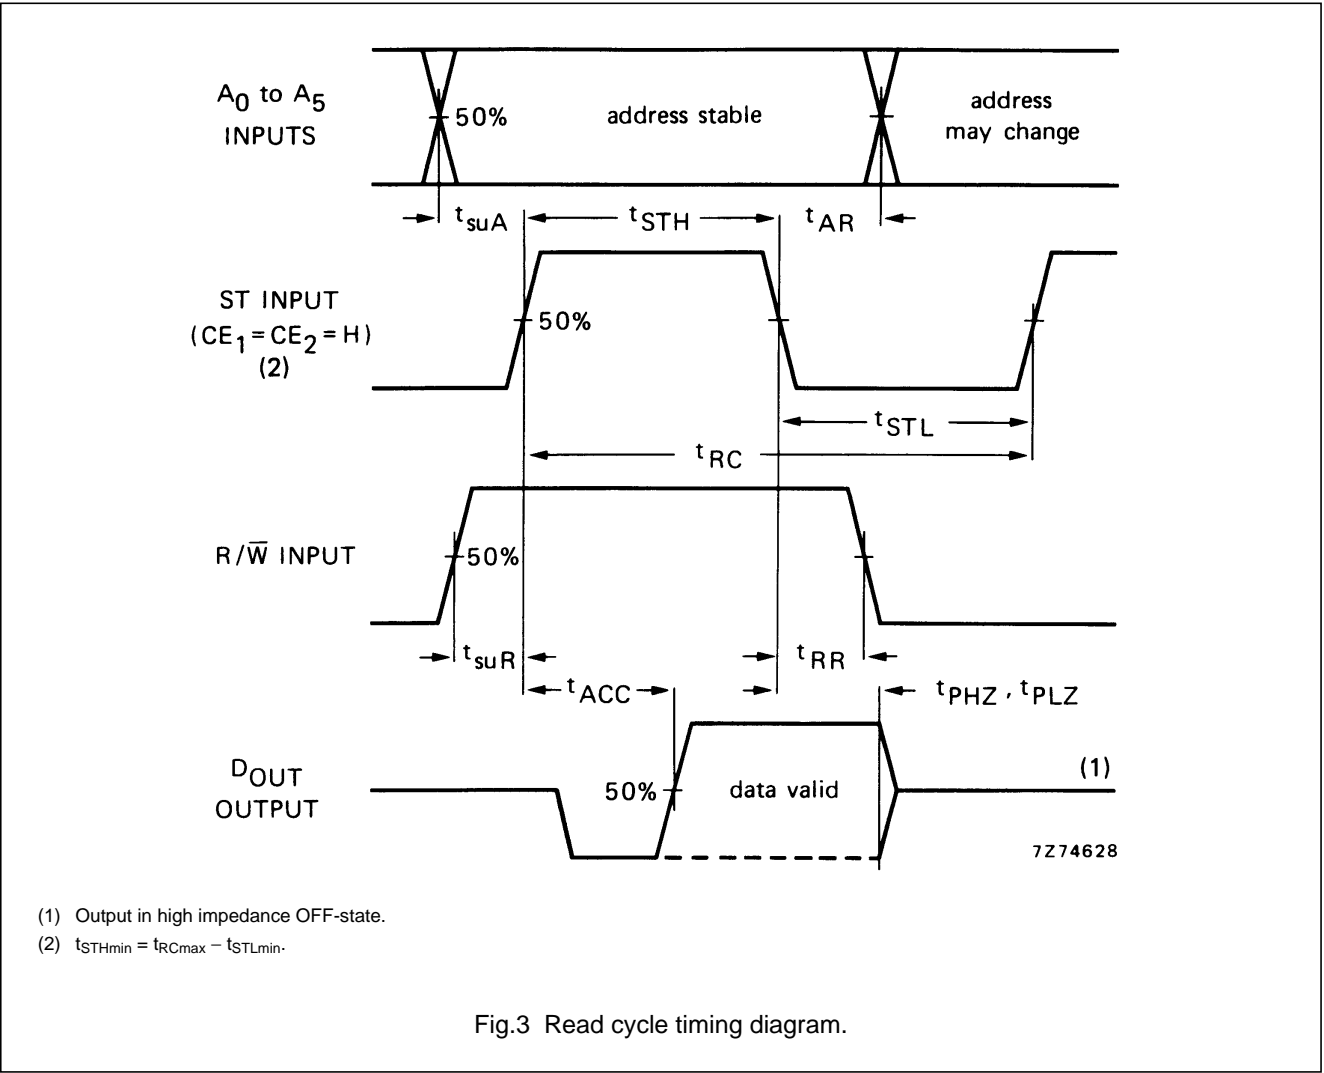 A0 to A5
INPUTS
50%
address stable
address
may change
tsuA
tSTH
tAR
ST INPUT
(CE1=CE2=H)
(2)
50%
tSTL
tRC
R/W̅ INPUT
50%
tsuR
tRR
tACC
tPHZ, tPLZ
DOUT
OUTPUT
50%
data valid
(1)
7Z74628
(1) Output in high impedance OFF-state.
(2) tSTHmin = tRCmax − tSTLmin.
Fig.3 Read cycle timing diagram.